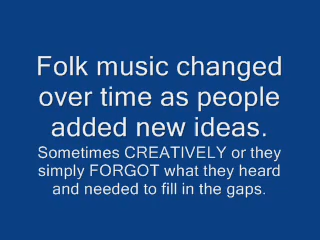 Folk music changed
over time as people
added new ideas.
Sometimes CREATIVELY or they
simply FORGOT what they heard
and needed to fill in the gaps.